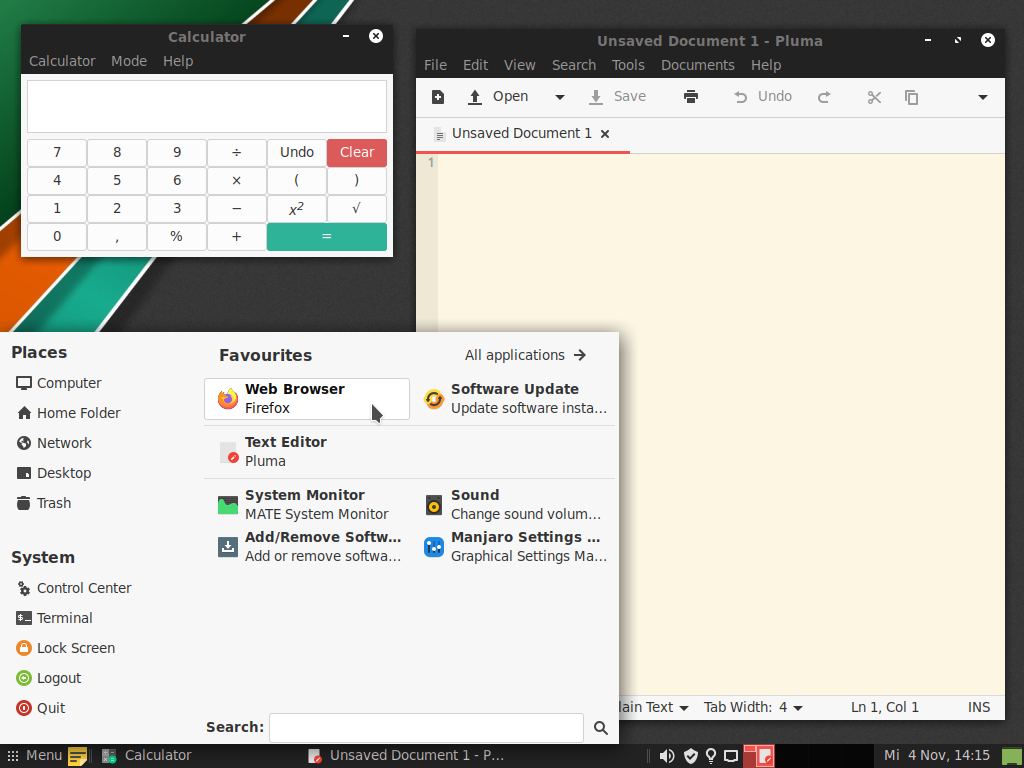 Calculator
Calculator Mode Help
7 8 9 ÷ Undo Clear
4 5 6 × ( )
1 2 3 − x² √
0 , % + =
Unsaved Document 1 - Pluma
File Edit View Search Tools Documents Help
Open Save Undo
Unsaved Document 1
1
Places
Computer
Home Folder
Network
Desktop
Trash
System
Control Center
Terminal
Lock Screen
Logout
Quit
Favourites All applications
Web Browser
Firefox
Software Update
Update software insta...
Text Editor
Pluma
System Monitor
MATE System Monitor
Sound
Change sound volum...
Add/Remove Softw...
Add or remove softwa...
Manjaro Settings ...
Graphical Settings Ma...
Search:
lain Text Tab Width: 4 Ln 1, Col 1 INS
Menu Calculator Unsaved Document 1 - P... Mi 4 Nov, 14:15